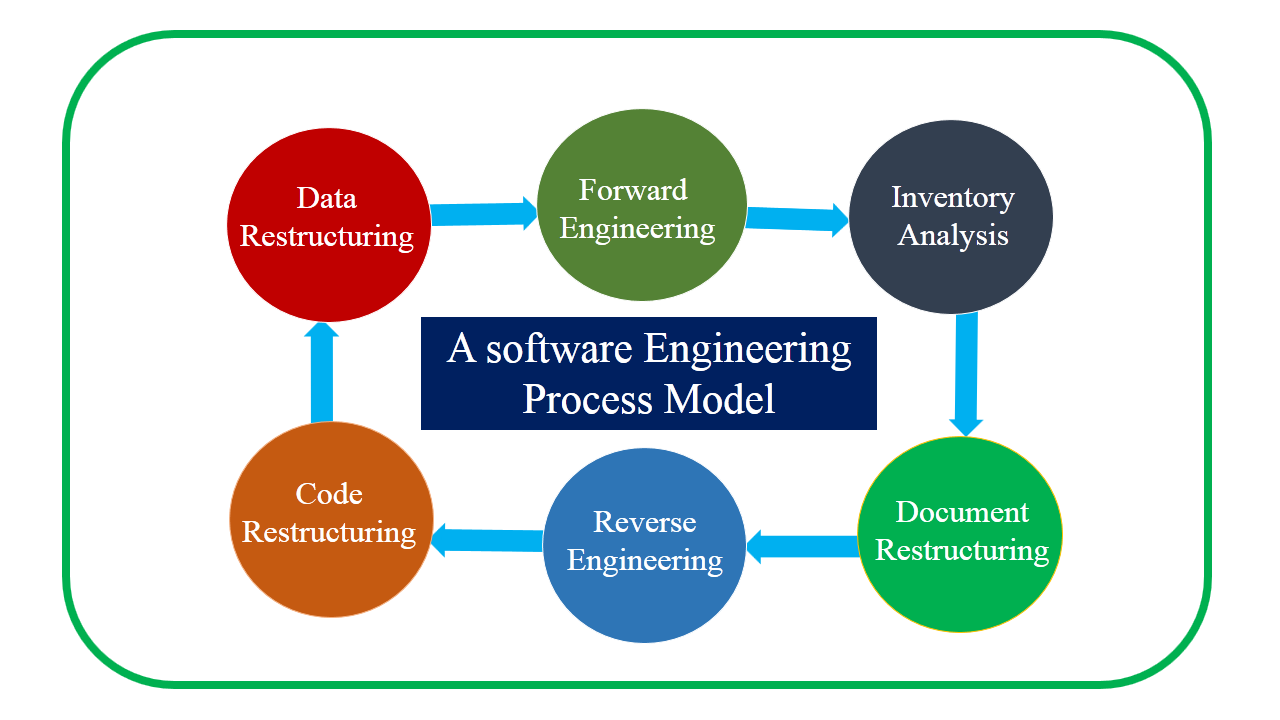 Data
Restructuring
Forward
Engineering
Inventory
Analysis
A software Engineering
Process Model
Code
Restructuring
Reverse
Engineering
Document
Restructuring